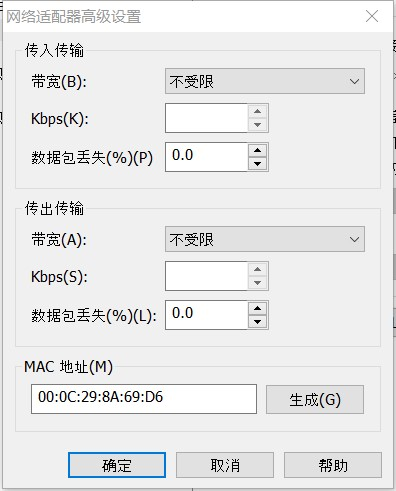 网络适配器高级设置
传入传输
带宽(B): 不受限
Kbps(K):
数据包丢失(%)(P) 0.0
传出传输
带宽(A): 不受限
Kbps(S):
数据包丢失(%)(L): 0.0
MAC 地址(M)
00:0C:29:8A:69:D6 生成(G)
确定 取消 帮助